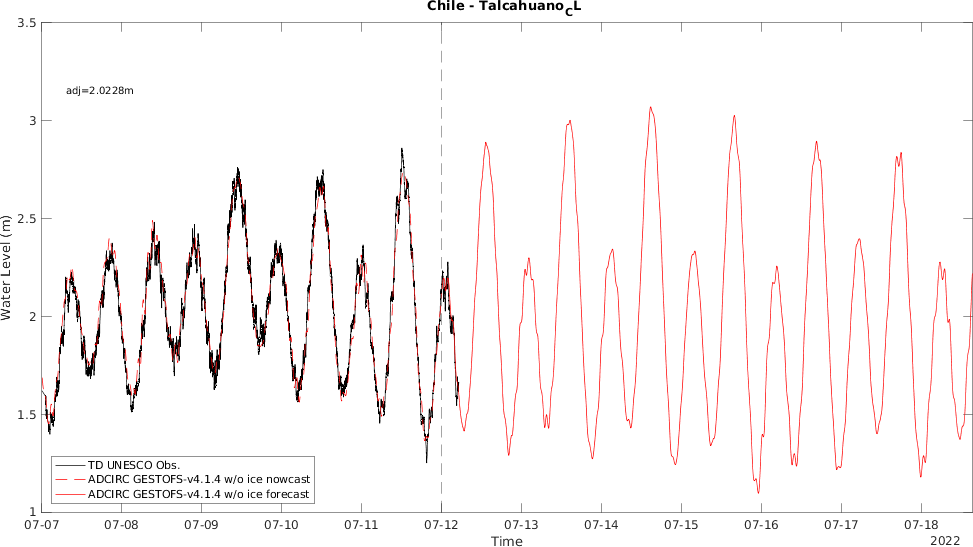 Chile - Talcahuano_CL
3.5
adj=2.0228m
3
2.5
Water Level (m)
2
1.5
TD UNESCO Obs.
ADCIRC GESTOFS-v4.1.4 w/o ice nowcast
ADCIRC GESTOFS-v4.1.4 w/o ice forecast
1
07-07 07-08 07-09 07-10 07-11 07-12 07-13 07-14 07-15 07-16 07-17 07-18
Time
2022